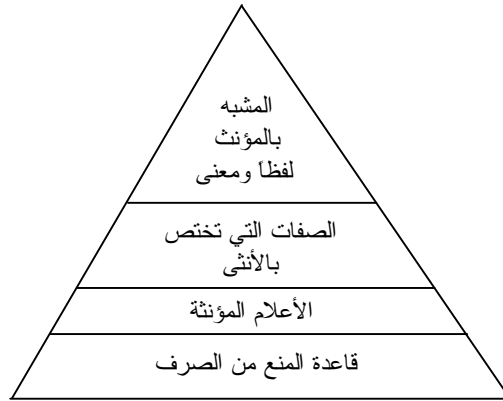 المشبه
بالمؤنث
لفظاً ومعنى
الصفات التي تختص
بالأنثى
الأعلام المؤنثة
قاعدة المنع من الصرف